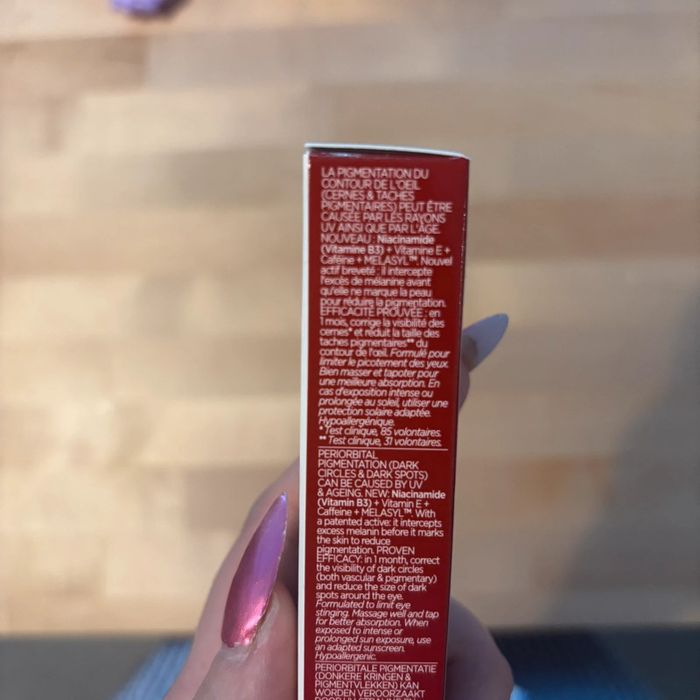 LA PIGMENTATION DU
CONTOUR DE L'OEIL
(CERNES & TACHES
PIGMENTAIRES) PEUT ÊTRE
CAUSÉE PAR LES RAYONS
UV AINSI QUE PAR L'ÂGE.
NOUVEAU : Niacinamide
(Vitamine B3) + Vitamine E +
Caféine + MELASYL™. Nouvel
actif breveté : il intercepte
l'excès de mélanine avant
qu'elle ne marque la peau
pour réduire la pigmentation.
EFFICACITÉ PROUVÉE : en
1 mois, corrige la visibilité des
cernes* et réduit la taille des
taches pigmentaires** du
contour de l'œil. Formulé pour
limiter le picotement des yeux.
Bien masser et tapoter pour
une meilleure absorption. En
cas d'exposition intense ou
prolongée au soleil, utiliser une
protection solaire adaptée.
Hypoallergénique.
* Test clinique, 85 volontaires.
** Test clinique, 31 volontaires.
PERIORBITAL
PIGMENTATION (DARK
CIRCLES & DARK SPOTS)
CAN BE CAUSED BY UV
& AGEING. NEW: Niacinamide
(Vitamin B3) + Vitamin E +
Caffeine + MELASYL™. With
a patented active: it intercepts
excess melanin before it marks
the skin to reduce
pigmentation. PROVEN
EFFICACY: in 1 month, correct
the visibility of dark circles
(both vascular & pigmentary)
and reduce the size of dark
spots around the eye.
Formulated to limit eye
stinging. Massage well and tap
for better absorption. When
exposed to intense or
prolonged sun exposure, use
an adapted sunscreen.
Hypoallergenic.
PERIORBITALE PIGMENTATIE
(DONKERE KRINGEN &
PIGMENTVLEKKEN) KAN
WORDEN VEROORZAAKT